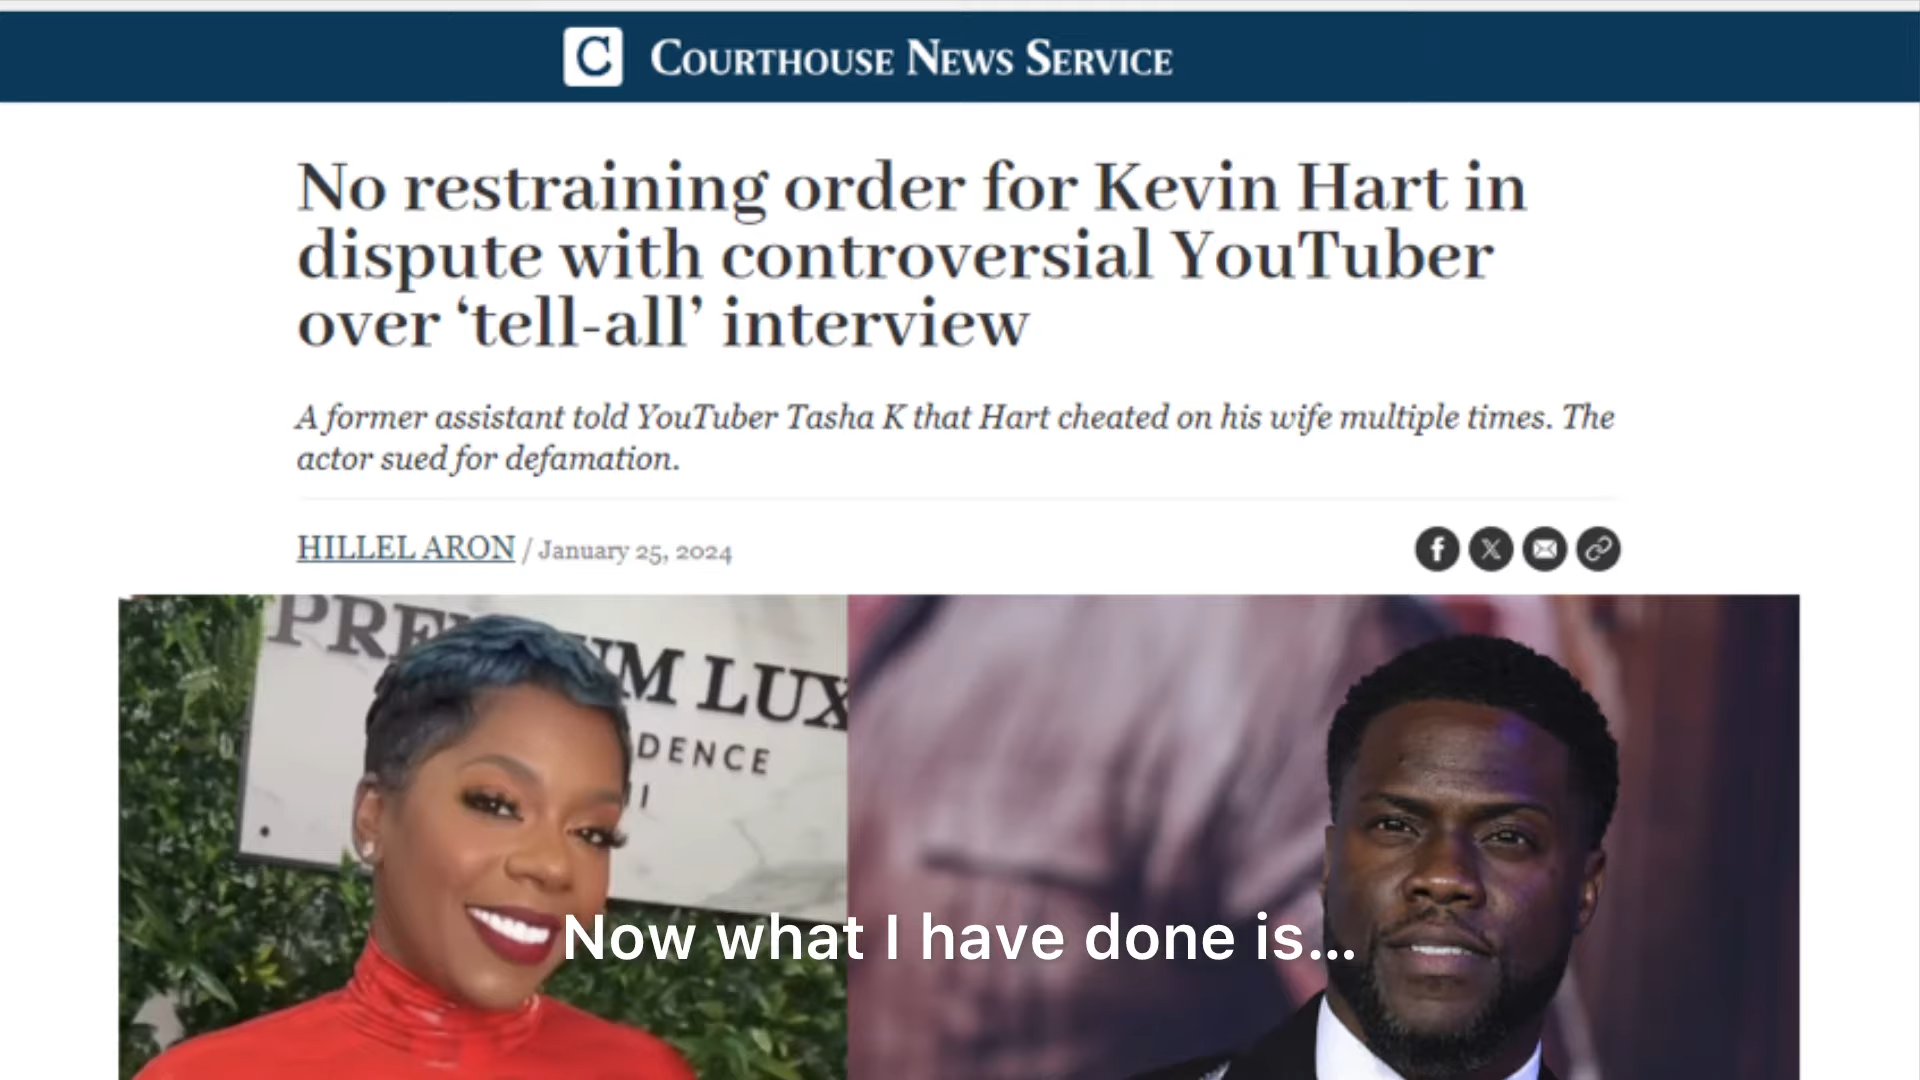 C COURTHOUSE NEWS SERVICE
No restraining order for Kevin Hart in
dispute with controversial YouTuber
over ‘tell-all’ interview
A former assistant told YouTuber Tasha K that Hart cheated on his wife multiple times. The
actor sued for defamation.
HILLEL ARON / January 25, 2024
M LUX
DENCE
Now what I have done is...